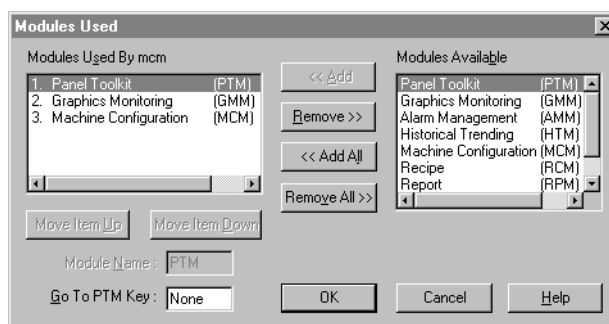 Modules Used
Modules Used By mcm
1. Panel Toolkit (PTM)
2. Graphics Monitoring (GMM)
3. Machine Configuration (MCM)
<< Add
Remove >>
<< Add All
Remove All >>
Modules Available
Panel Toolkit (PTM)
Graphics Monitoring (GMM)
Alarm Management (AMM)
Historical Trending (HTM)
Machine Configuration (MCM)
Recipe (RCM)
Report (RPM)
Move Item Up
Move Item Down
Module Name : PTM
Go To PTM Key : None
OK
Cancel
Help